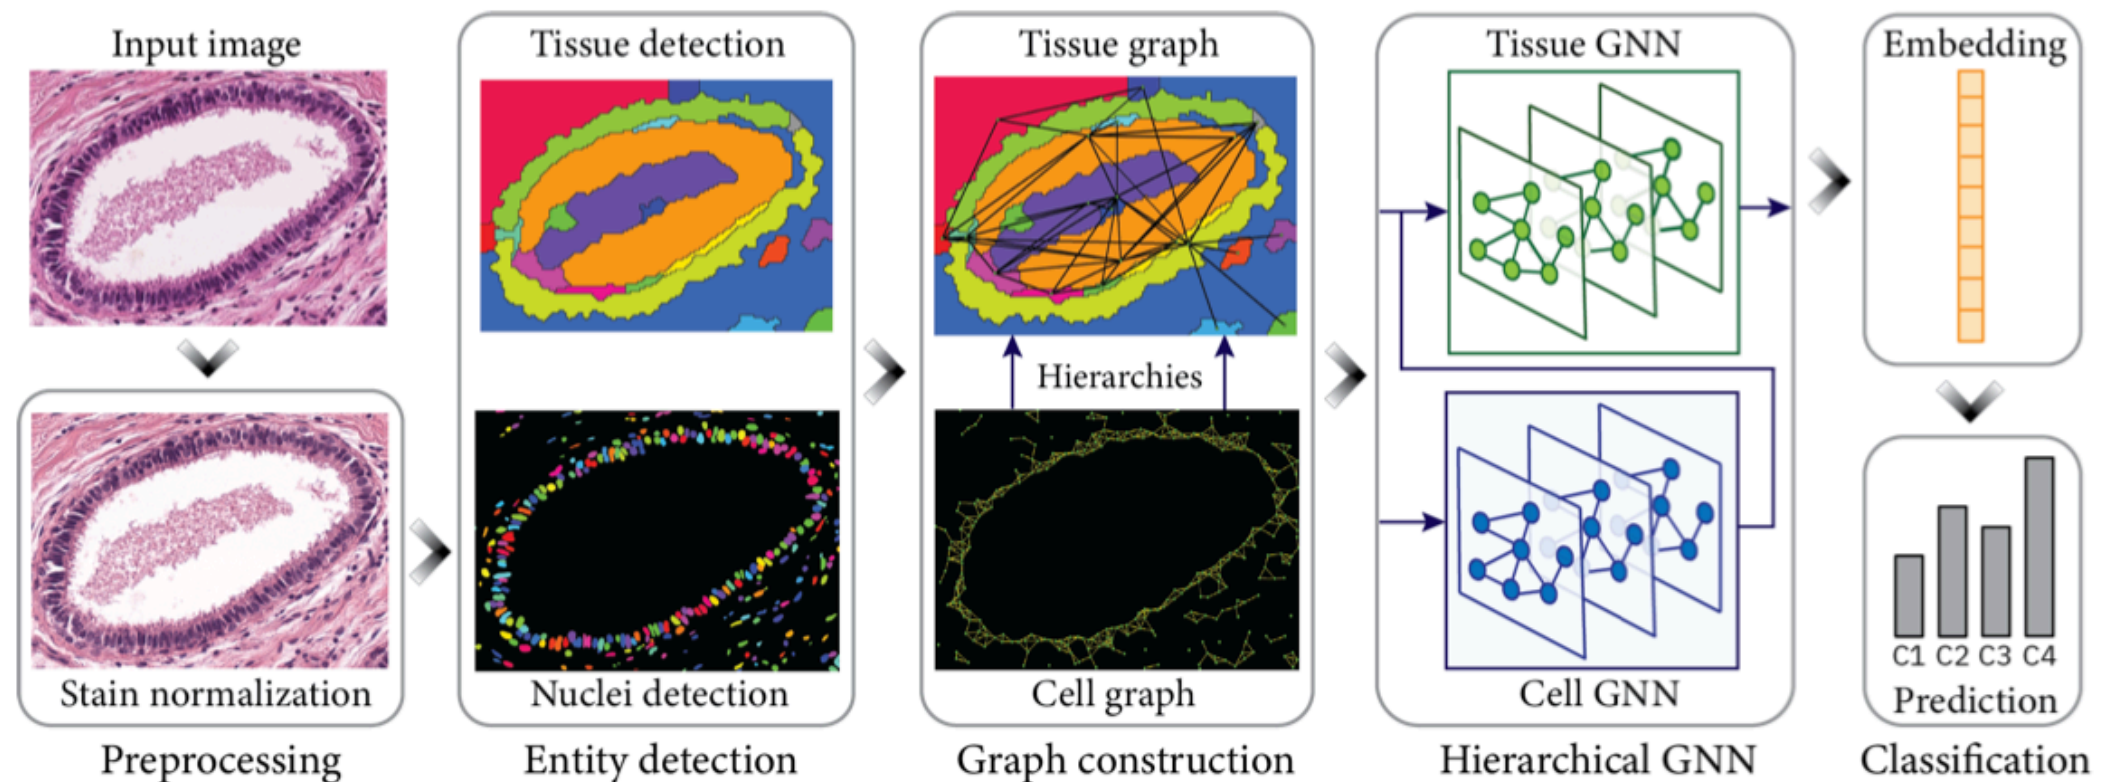 Input image
Stain normalization
Preprocessing
Tissue detection
Nuclei detection
Entity detection
Tissue graph
Hierarchies
Cell graph
Graph construction
Tissue GNN
Cell GNN
Hierarchical GNN
Embedding
C1 C2 C3 C4
Prediction
Classification